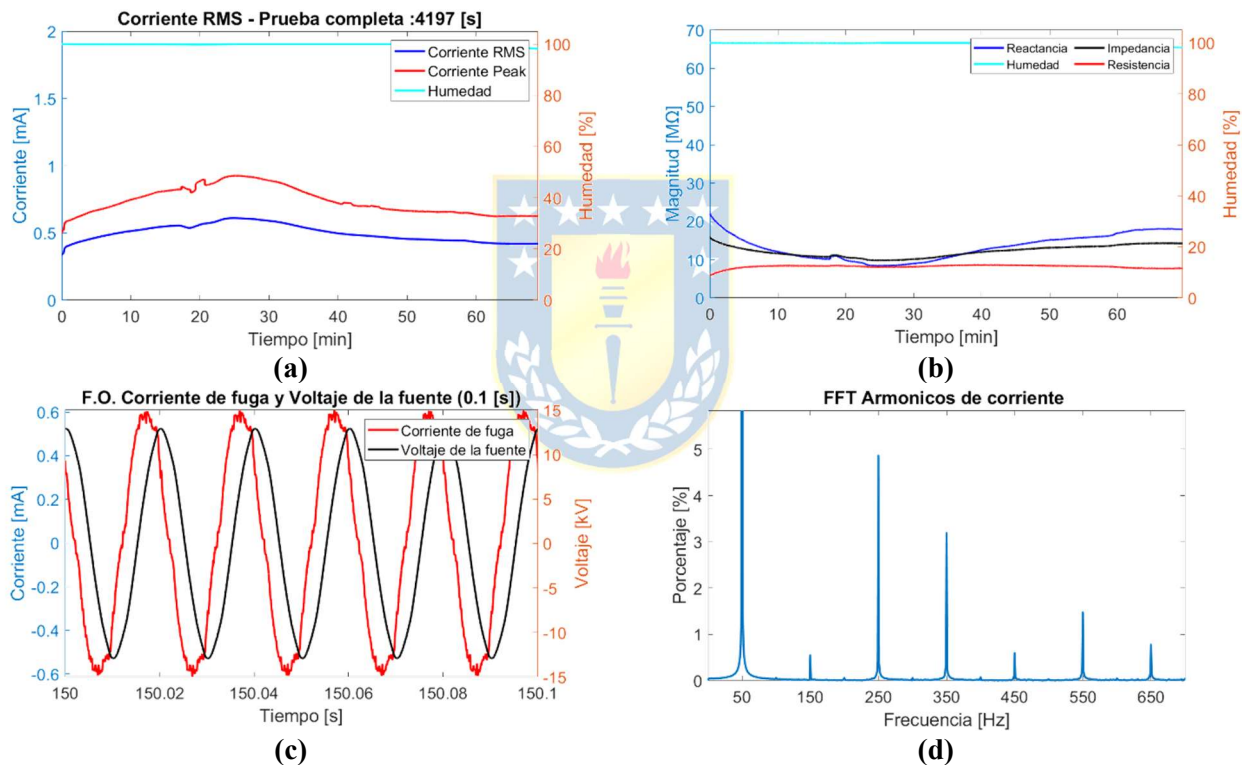 Corriente RMS - Prueba completa :4197 [s]
2
1.5
1
0.5
0
100
80
60
40
20
0
Corriente [mA]
Humedad [%]
Corriente RMS
Corriente Peak
Humedad
0 10 20 30 40 50 60
Tiempo [min]
(a)
70
60
50
40
30
20
10
0
100
80
60
40
20
0
Magnitud [MΩ]
Humedad [%]
Reactancia Impedancia
Humedad Resistencia
0 10 20 30 40 50 60
Tiempo [min]
(b)
F.O. Corriente de fuga y Voltaje de la fuente (0.1 [s])
0.6
0.4
0.2
0
-0.2
-0.4
-0.6
15
10
5
0
-5
-10
-15
Corriente [mA]
Voltaje [kV]
Corriente de fuga
Voltaje de la fuente
150 150.02 150.04 150.06 150.08 150.1
Tiempo [s]
(c)
FFT Armonicos de corriente
5
4
3
2
1
0
Porcentaje [%]
50 150 250 350 450 550 650
Frecuencia [Hz]
(d)